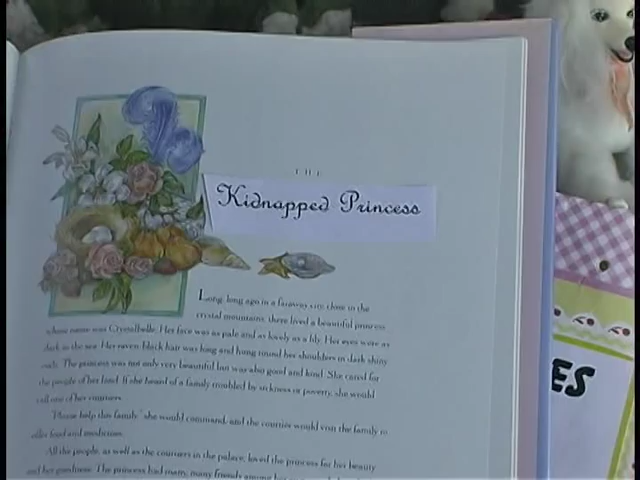 THE
Kidnapped Princess
Long, long ago in a faraway city close to the
crystal mountains, there lived a beautiful princess
whose name was Crystalbelle. Her face was as pale and as lovely as a lily. Her eyes were as
dark as the sea. Her raven-black hair was long and hung round her shoulders in dark shiny
curls. The princess was not only very beautiful but was also good and kind. She cared for
the people of her land. If she heard of a family troubled by sickness or poverty, she would
call one of her courtiers.
"Please help this family" she would command and the courtiers would visit the family to
offer food and medicine.
All the people, as well as the courtiers in the palace, loved the princess for her beauty
and her goodness. The princess had many, many friends among her
ES